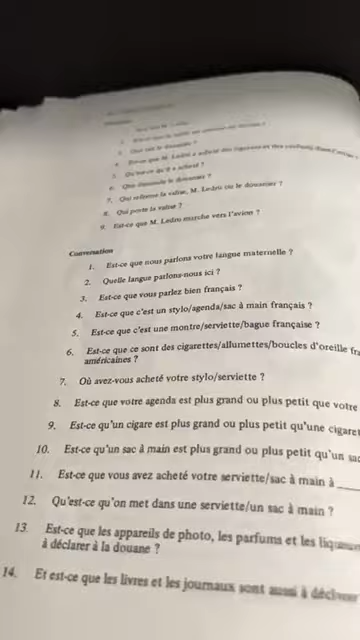 4. Est-ce que M. Ledru a acheté des cigares et des
5. Qu'est-ce qu'il a acheté ?
6. Que demande le douanier ?
7. Qui referme la valise, M. Ledru ou le douanier ?
8. Qui porte la valise ?
9. Est-ce que M. Ledru marche vers l'avion ?
Conversation
1. Est-ce que nous parlons votre langue maternelle ?
2. Quelle langue parlons-nous ici ?
3. Est-ce que vous parlez bien français ?
4. Est-ce que c'est un stylo/agenda/sac à main français ?
5. Est-ce que c'est une montre/serviette/bague française ?
6. Est-ce que ce sont des cigarettes/allumettes/boucles d'oreille fra
américaines ?
7. Où avez-vous acheté votre stylo/serviette ?
8. Est-ce que votre agenda est plus grand ou plus petit que votre
9. Est-ce qu'un cigare est plus grand ou plus petit qu'une cigaret
10. Est-ce qu'un sac à main est plus grand ou plus petit qu'un sac
11. Est-ce que vous avez acheté votre serviette/sac à main à
12. Qu'est-ce qu'on met dans une serviette/un sac à main ?
13. Est-ce que les appareils de photo, les parfums et les liqueurs
à déclarer à la douane ?
14. Et est-ce que les livres et les journaux sont aussi à déclarer